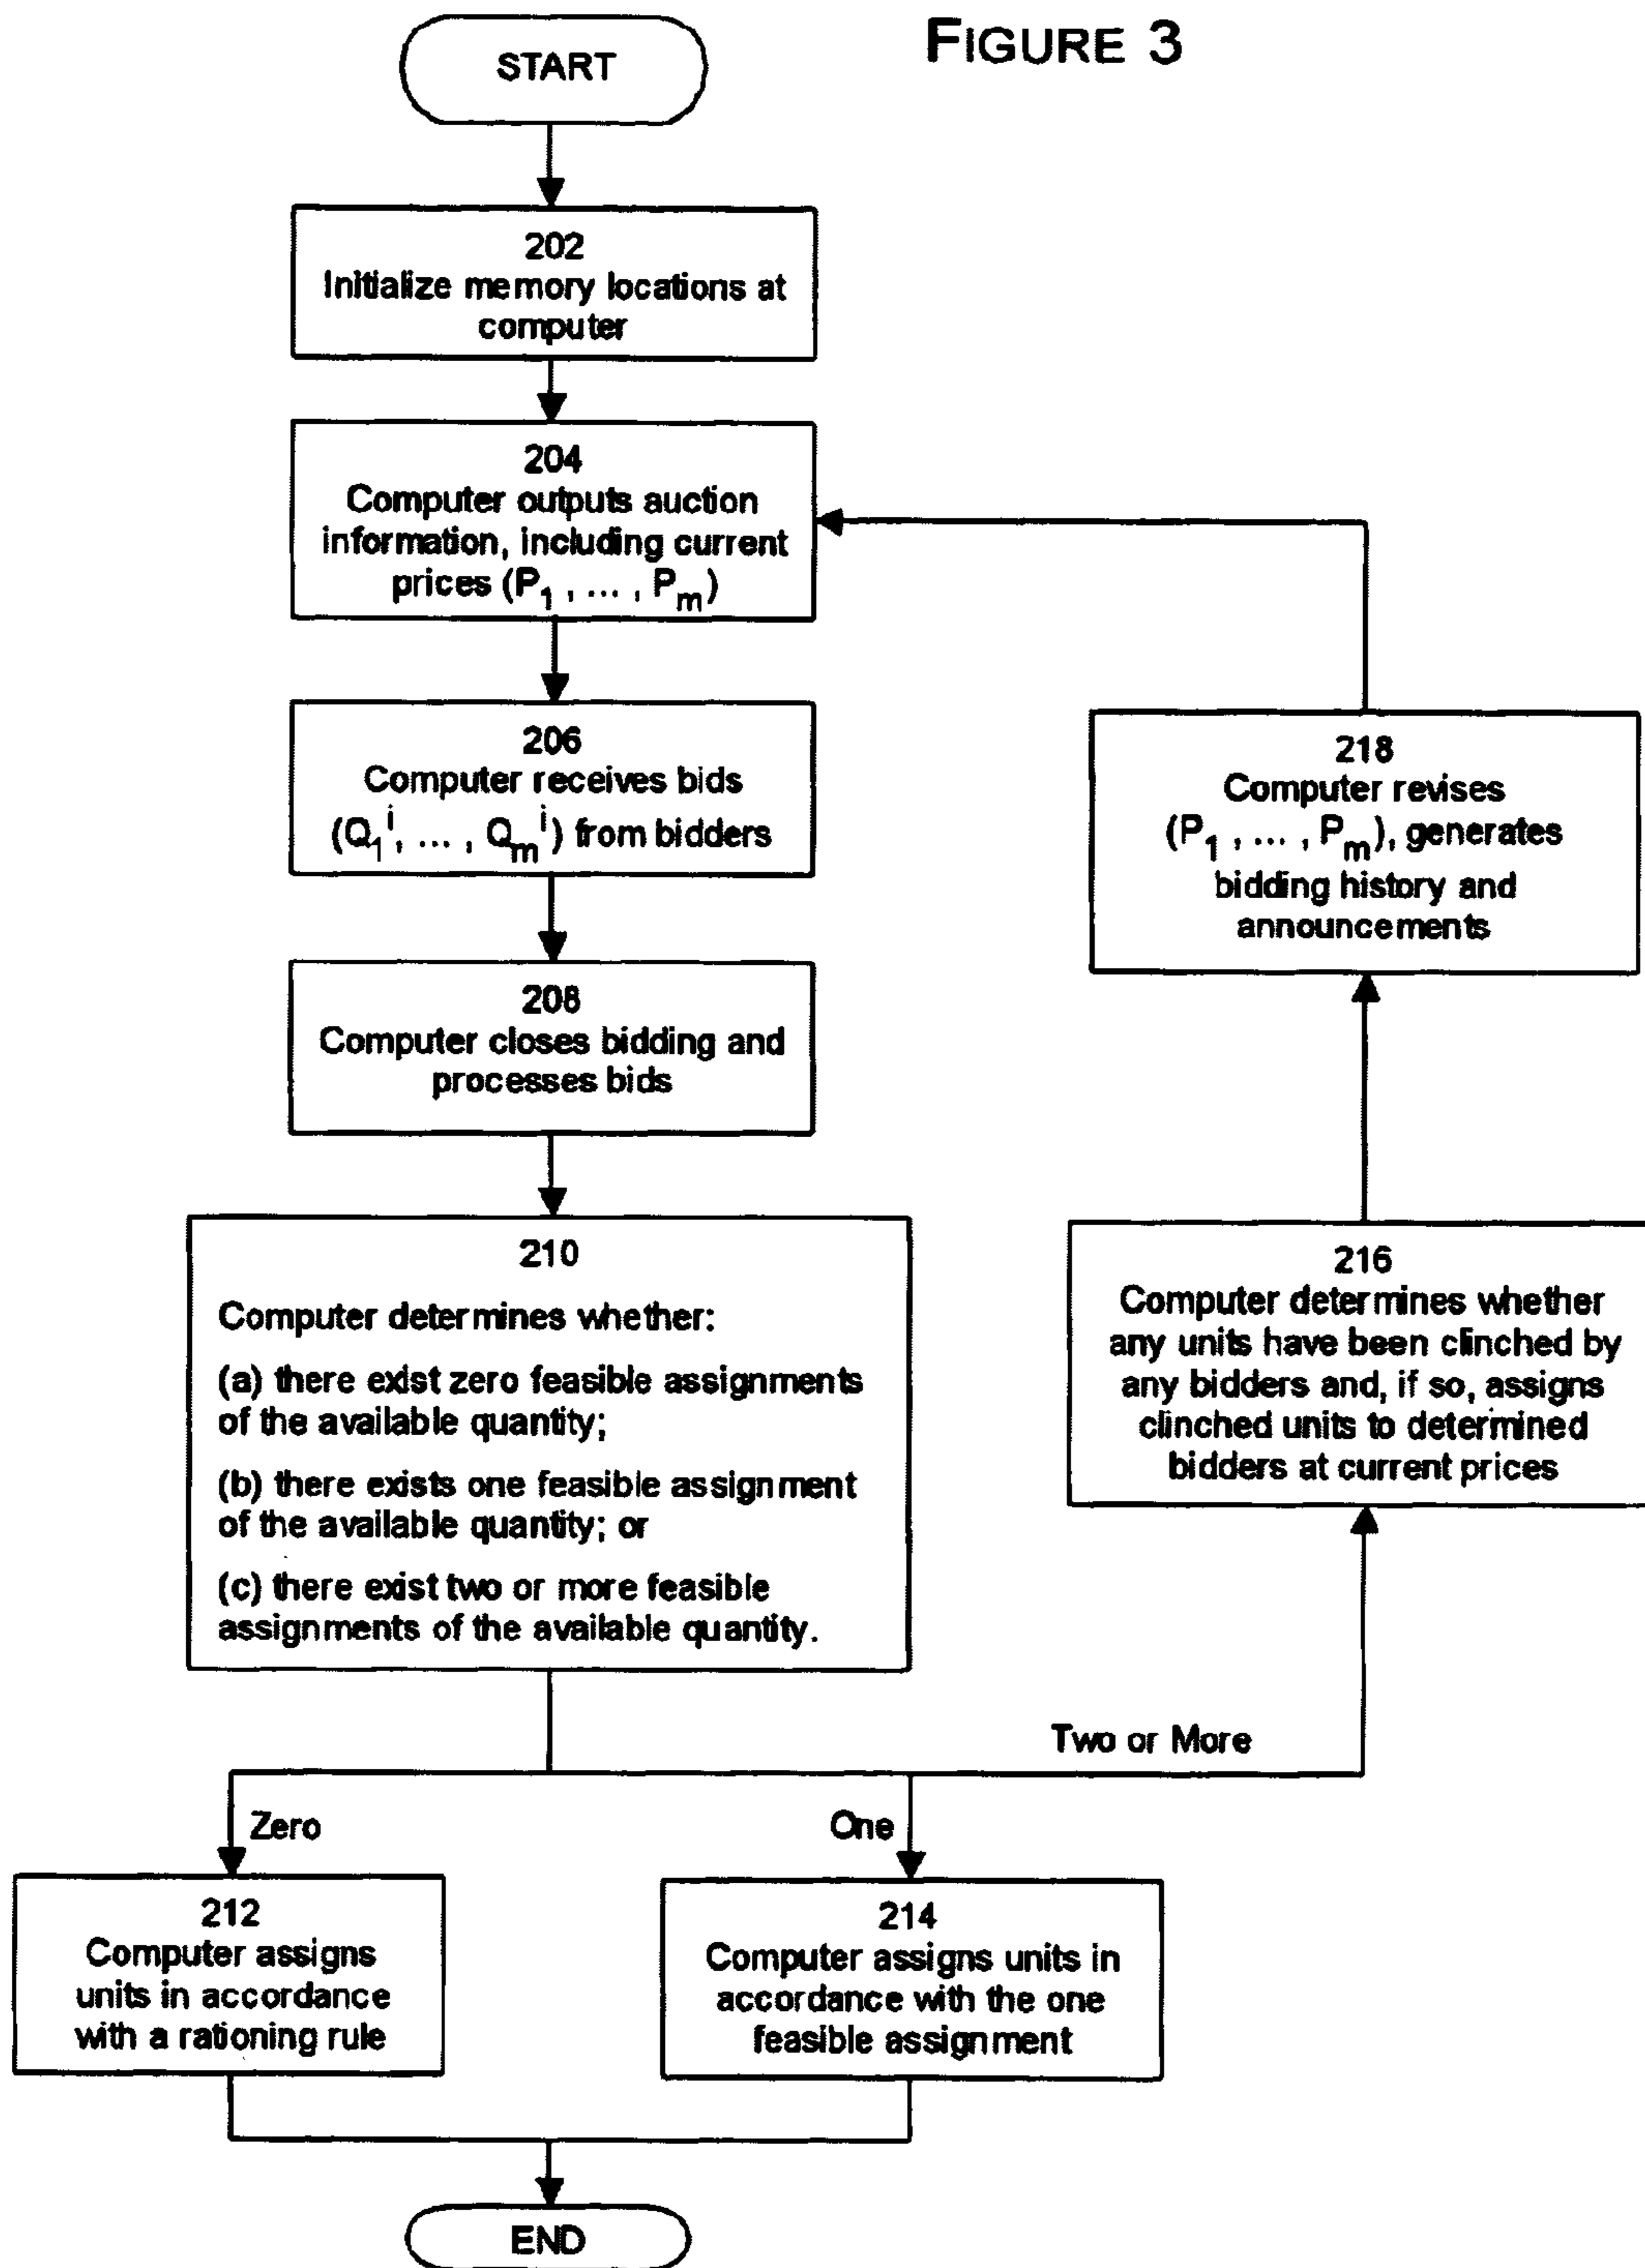 FIGURE 3
START
202
Initialize memory locations at
computer
204
Computer outputs auction
information, including current
prices (P₁ , ... , Pₘ)
206
Computer receives bids
(Q₁ⁱ, ... , Qₘⁱ) from bidders
208
Computer closes bidding and
processes bids
210
Computer determines whether:
(a) there exist zero feasible assignments
of the available quantity;
(b) there exists one feasible assignment
of the available quantity; or
(c) there exist two or more feasible
assignments of the available quantity.
218
Computer revises
(P₁ , ... , Pₘ), generates
bidding history and
announcements
216
Computer determines whether
any units have been clinched by
any bidders and, if so, assigns
clinched units to determined
bidders at current prices
Two or More
Zero
One
212
Computer assigns
units in accordance
with a rationing rule
214
Computer assigns units in
accordance with the one
feasible assignment
END